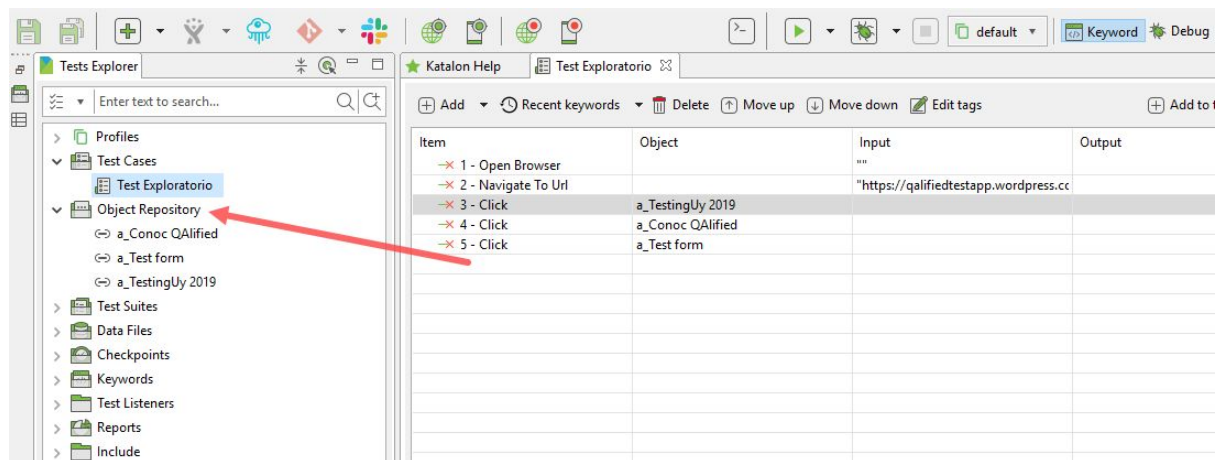 default
Keyword
Debug
Tests Explorer
Katalon Help
Test Exploratorio
Enter text to search...
Add
Recent keywords
Delete
Move up
Move down
Edit tags
Add to
Profiles
Test Cases
Test Exploratorio
Object Repository
a_Conoc QAlified
a_Test form
a_TestingUy 2019
Test Suites
Data Files
Checkpoints
Keywords
Test Listeners
Reports
Include
Item Object Input Output
1 - Open Browser ""
2 - Navigate To Url "https://qalifiedtestapp.wordpress.cc
3 - Click a_TestingUy 2019
4 - Click a_Conoc QAlified
5 - Click a_Test form